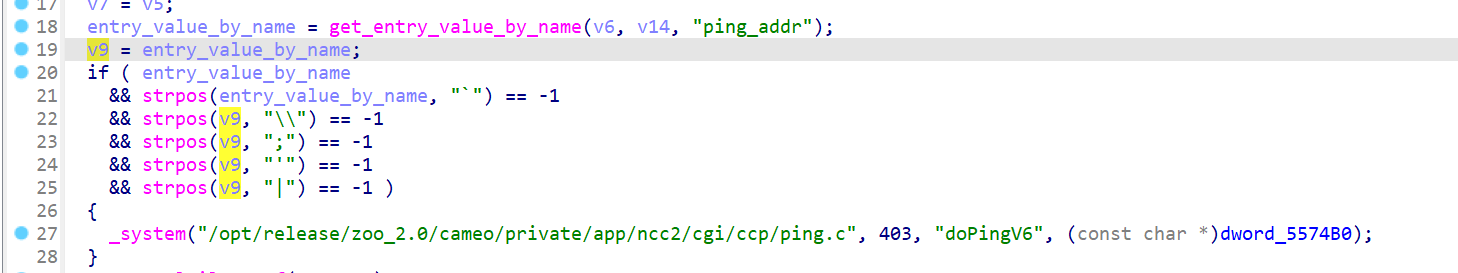 17 v7 = v5;
18 entry_value_by_name = get_entry_value_by_name(v6, v14, "ping_addr");
19 v9 = entry_value_by_name;
20 if ( entry_value_by_name
21 && strpos(entry_value_by_name, "`") == -1
22 && strpos(v9, "\\") == -1
23 && strpos(v9, ";") == -1
24 && strpos(v9, "'") == -1
25 && strpos(v9, "|") == -1 )
26 {
27 _system("/opt/release/zoo_2.0/cameo/private/app/ncc2/cgi/ccp/ping.c", 403, "doPingV6", (const char *)dword_5574B0);
28 }